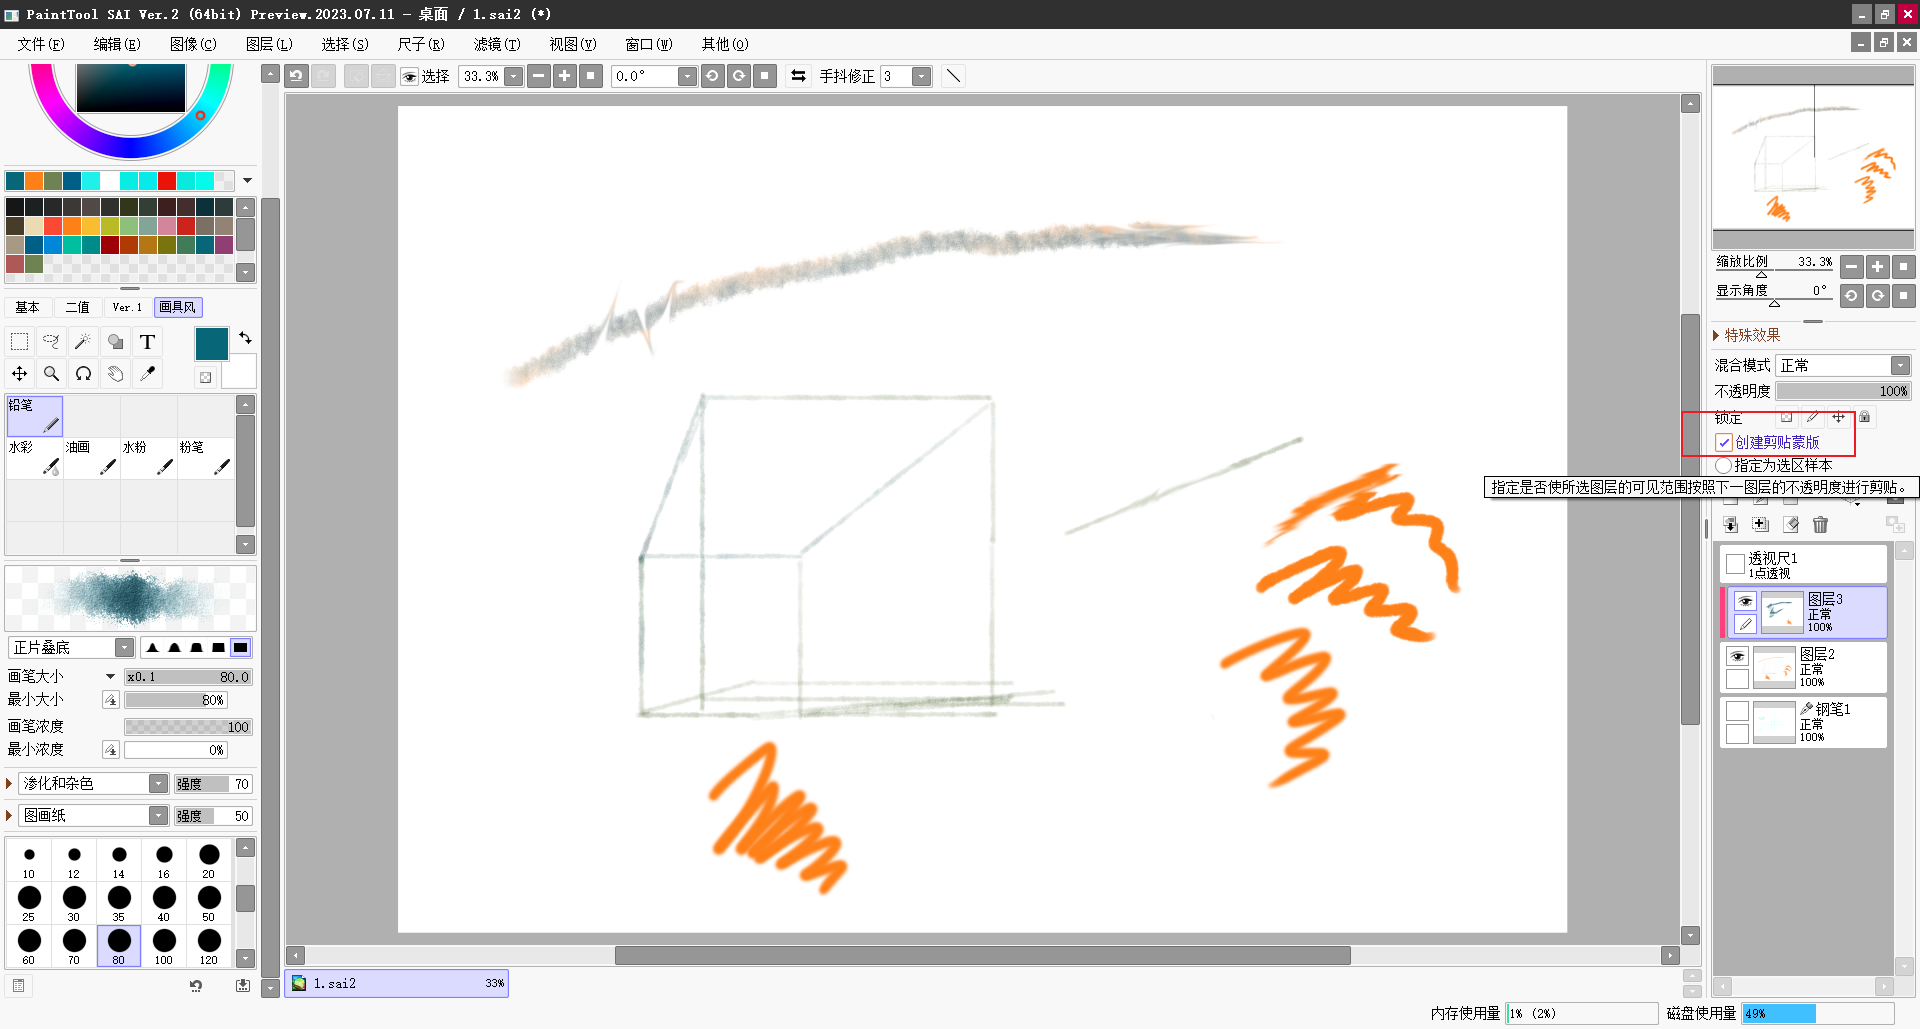 PaintTool SAI Ver.2 (64bit) Preview.2023.07.11 - 桌面 / 1.sai2 (*)
文件(F) 编辑(E) 图像(C) 图层(L) 选择(S) 尺子(R) 滤镜(T) 视图(V) 窗口(W) 其他(O)
选择 33.3% 0.0° 手抖修正 3
基本 二值 Ver.1 画具风
T
铅笔
水彩 油画 水粉 粉笔
正片叠底
画笔大小 x0.1 80.0
最小大小 80%
画笔浓度 100
最小浓度 0%
渗化和杂色 强度 70
图画纸 强度 50
10 12 14 16 20
25 30 35 40 50
60 70 80 100 120
1.sai2 33%
缩放比例 33.3%
显示角度 0°
特殊效果
混合模式 正常
不透明度 100%
锁定
创建剪贴蒙版
指定为选区样本
指定是否使所选图层的可见范围按照下一图层的不透明度进行剪贴。
透视尺1
1点透视
图层3
正常
100%
图层2
正常
100%
钢笔1
正常
100%
内存使用量 1% (2%) 磁盘使用量 49%